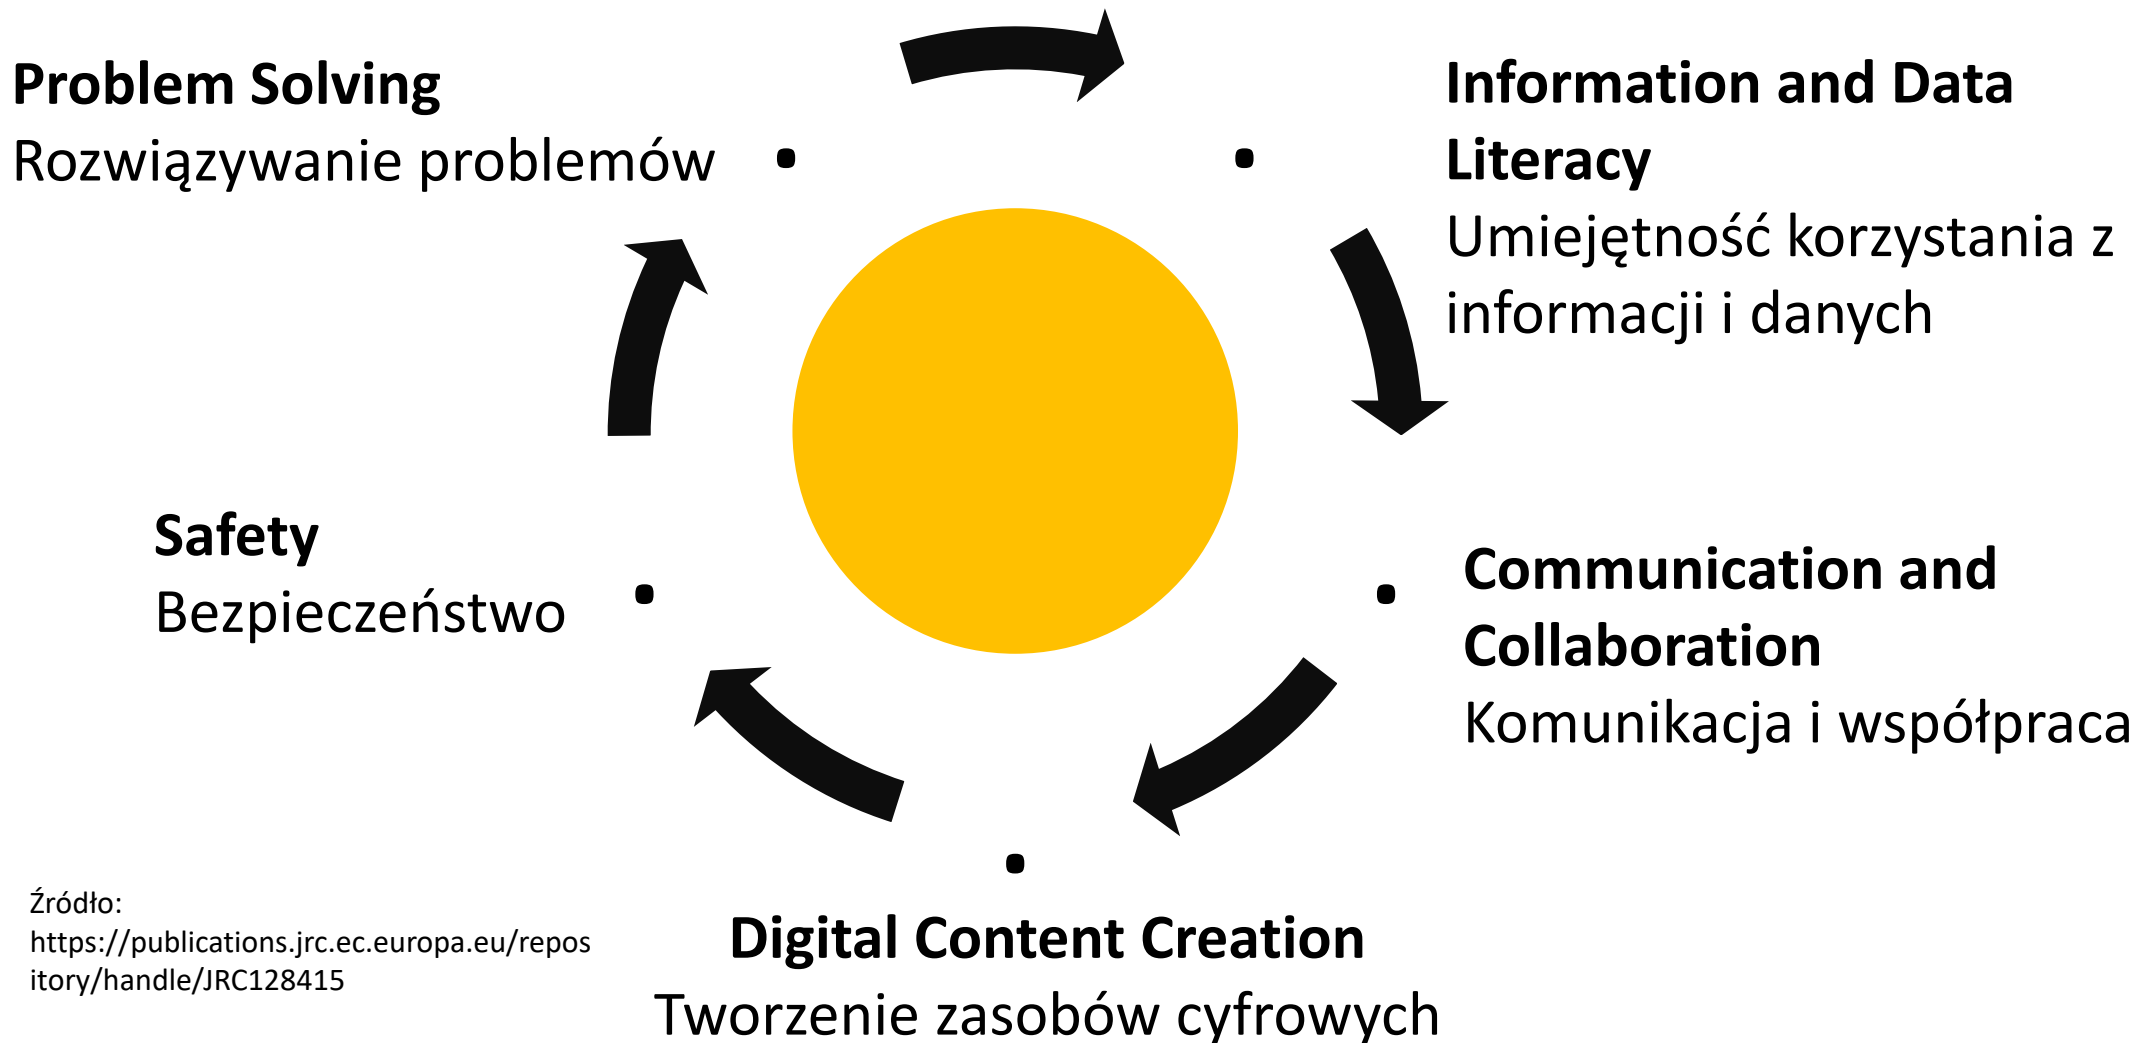 Problem Solving
Rozwiązywanie problemów
Information and Data
Literacy
Umiejętność korzystania z
informacji i danych
Safety
Bezpieczeństwo
Communication and
Collaboration
Komunikacja i współpraca
Digital Content Creation
Tworzenie zasobów cyfrowych
Źródło:
https://publications.jrc.ec.europa.eu/repos
itory/handle/JRC128415